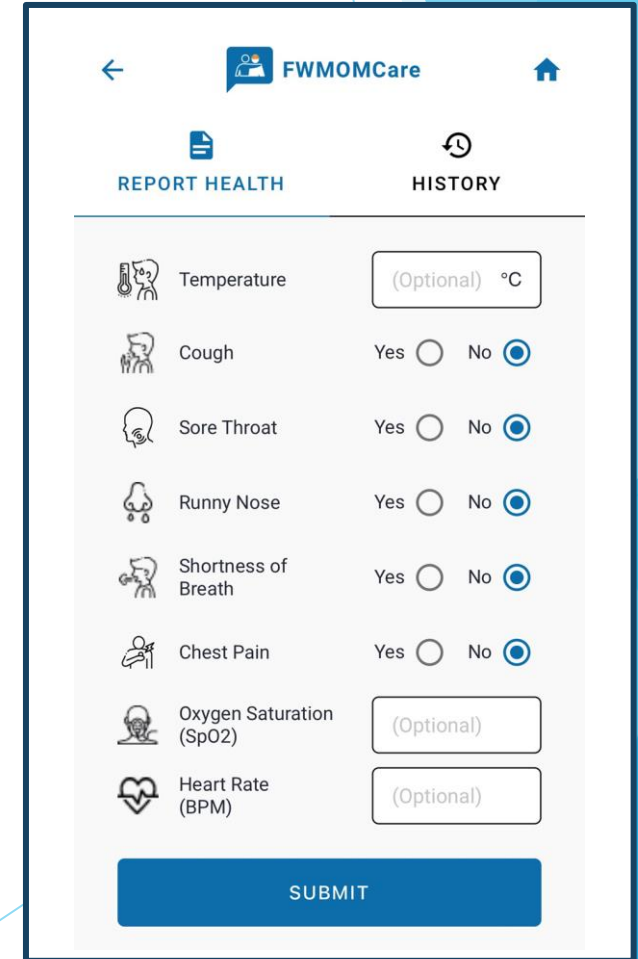 FWMOMCare
REPORT HEALTH HISTORY
Temperature (Optional) °C
Cough Yes No
Sore Throat Yes No
Runny Nose Yes No
Shortness of
Breath Yes No
Chest Pain Yes No
Oxygen Saturation
(SpO2) (Optional)
Heart Rate
(BPM) (Optional)
SUBMIT